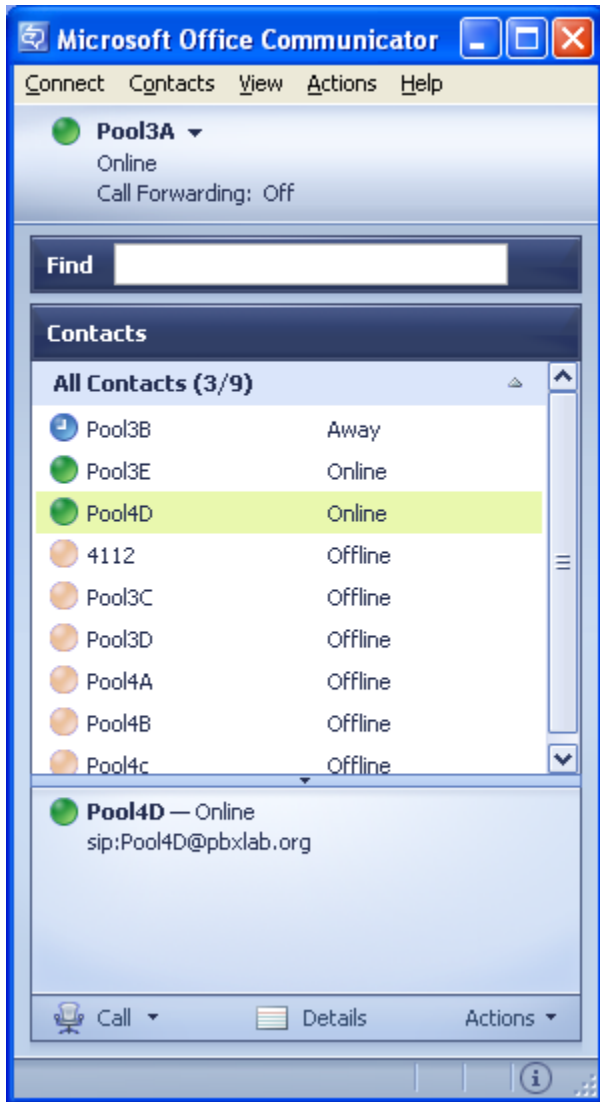 Microsoft Office Communicator
Connect Contacts View Actions Help
Pool3A
Online
Call Forwarding: Off
Find
Contacts
All Contacts (3/9)
Pool3B Away
Pool3E Online
Pool4D Online
4112 Offline
Pool3C Offline
Pool3D Offline
Pool4A Offline
Pool4B Offline
Pool4c Offline
Pool4D — Online
sip:Pool4D@pbxlab.org
Call Details Actions